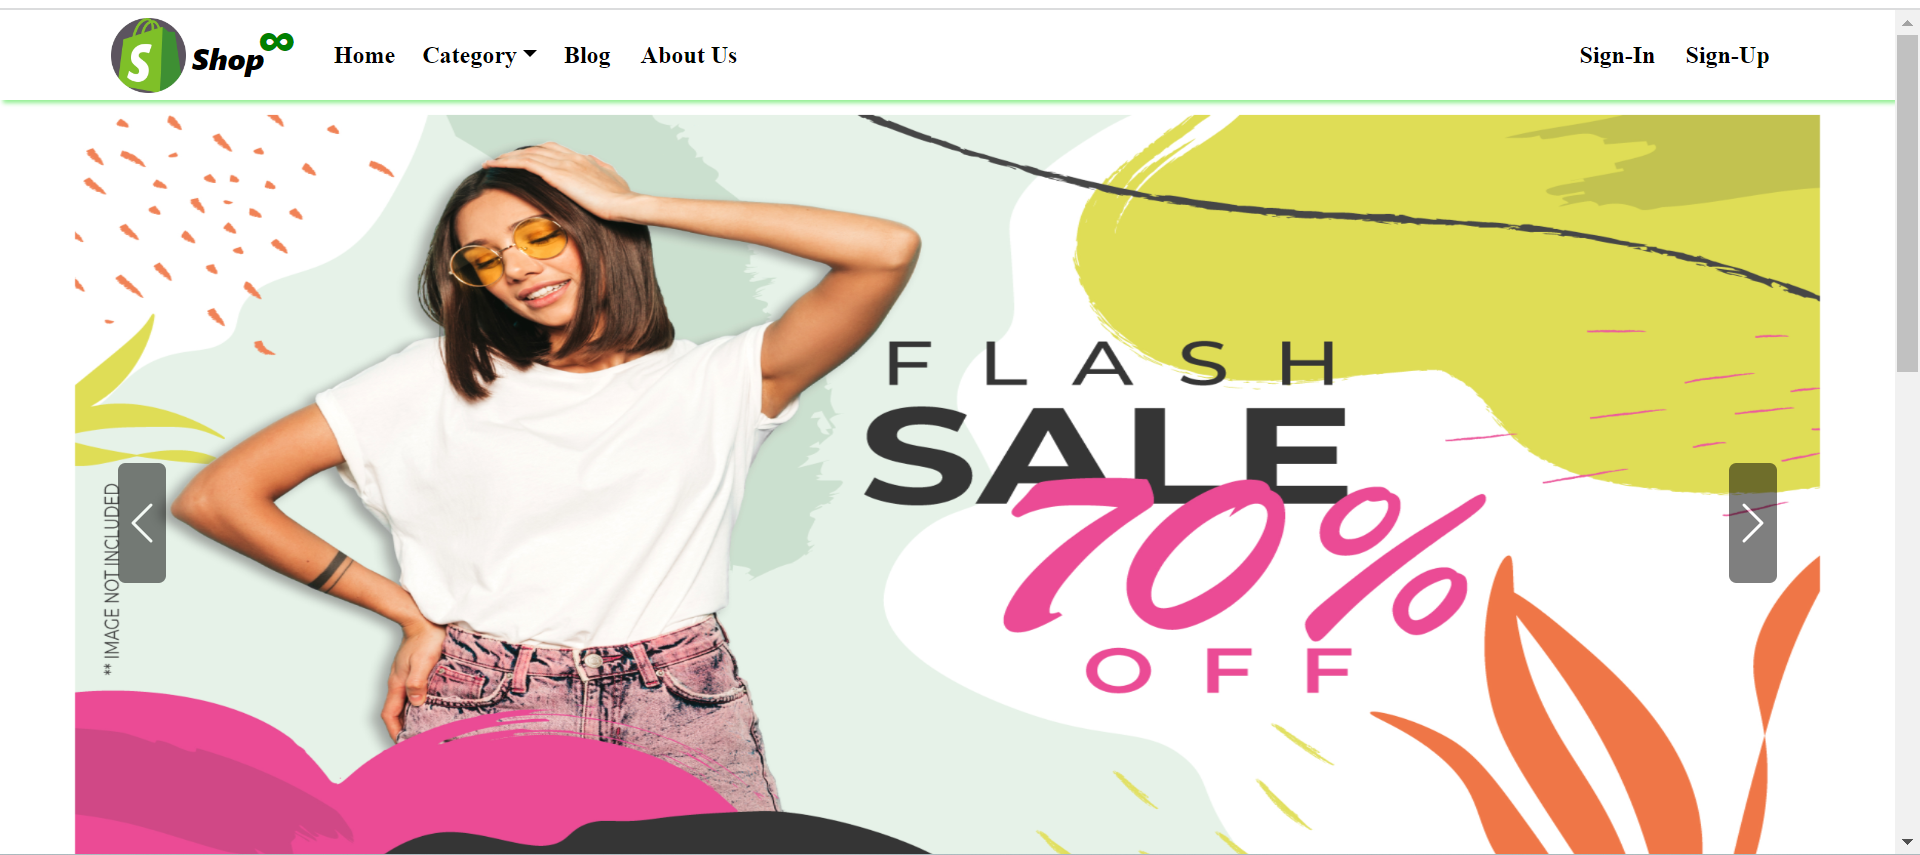 S Shop
Home Category Blog About Us Sign-In Sign-Up
FLASH
SALE
70%
OFF
** IMAGE NOT INCLUDED